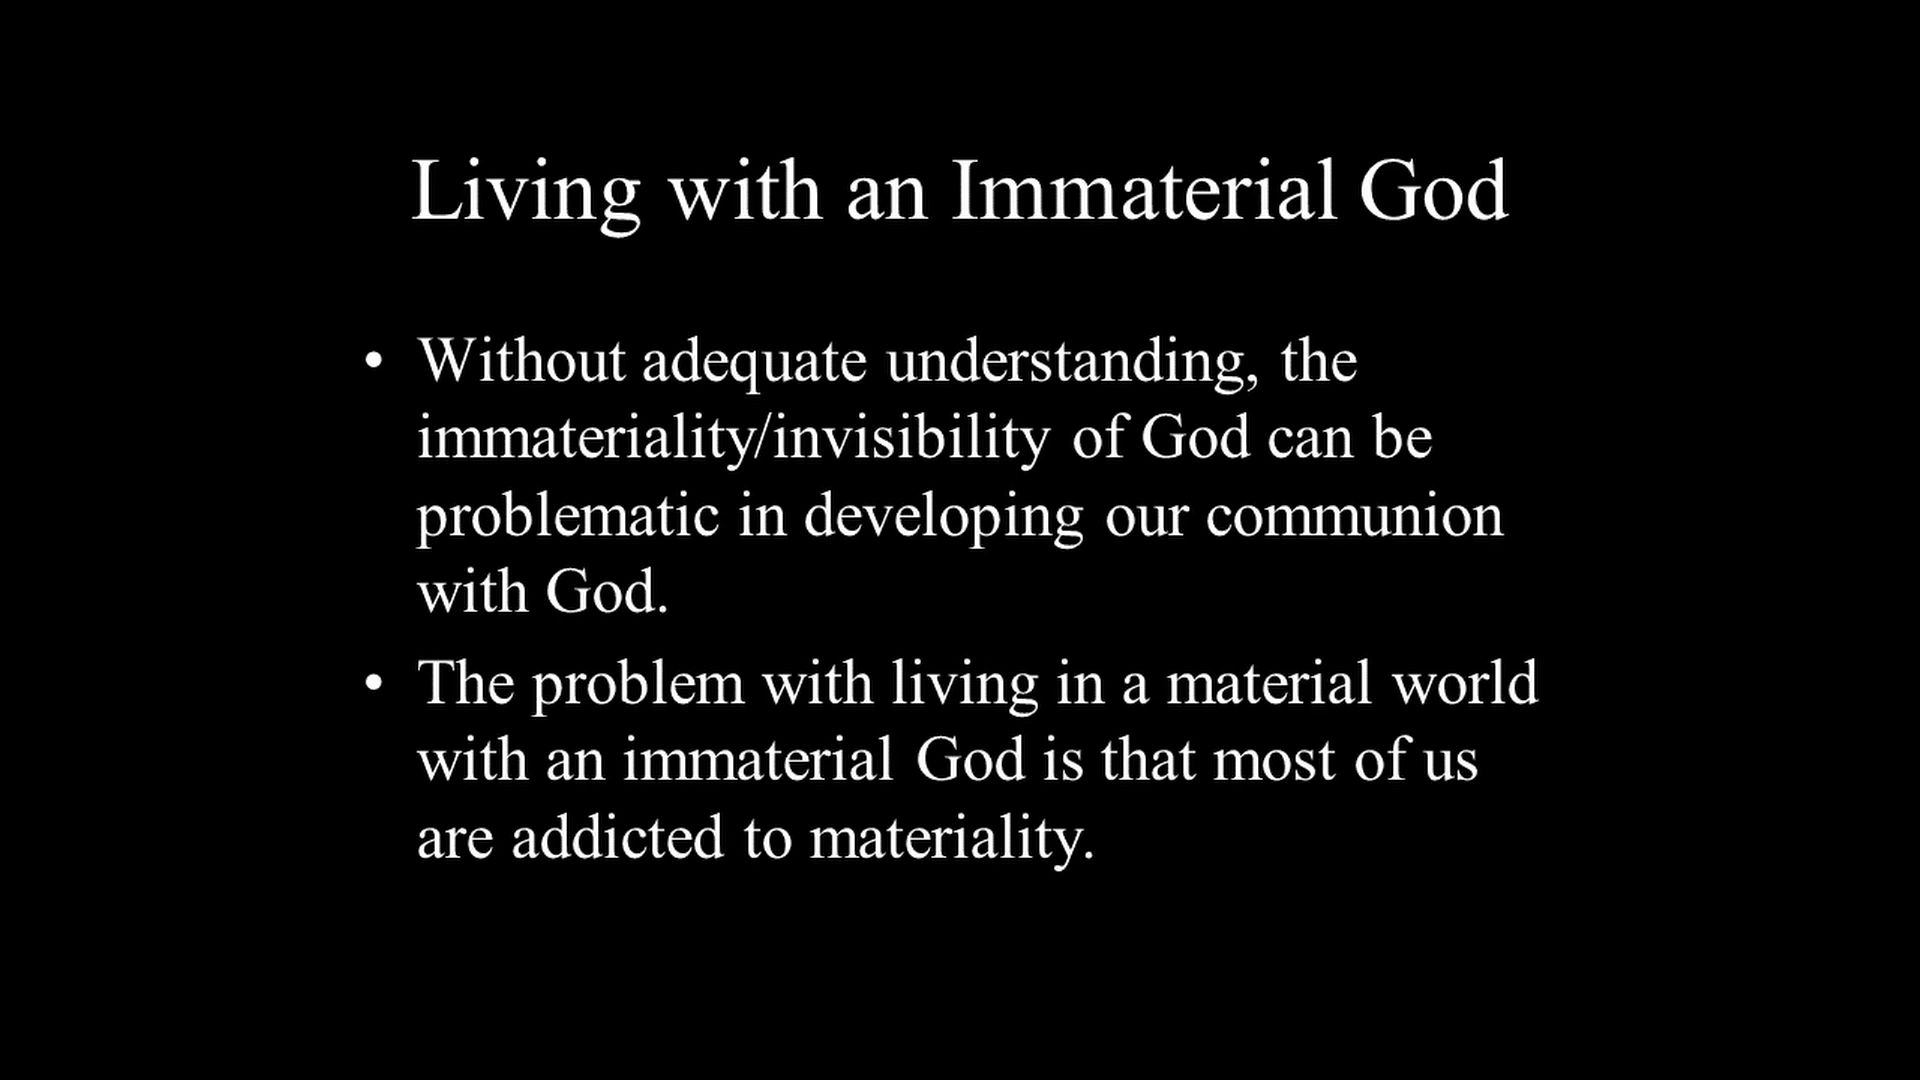 Living with an Immaterial God
• Without adequate understanding, the
immateriality/invisibility of God can be
problematic in developing our communion
with God.
• The problem with living in a material world
with an immaterial God is that most of us
are addicted to materiality.